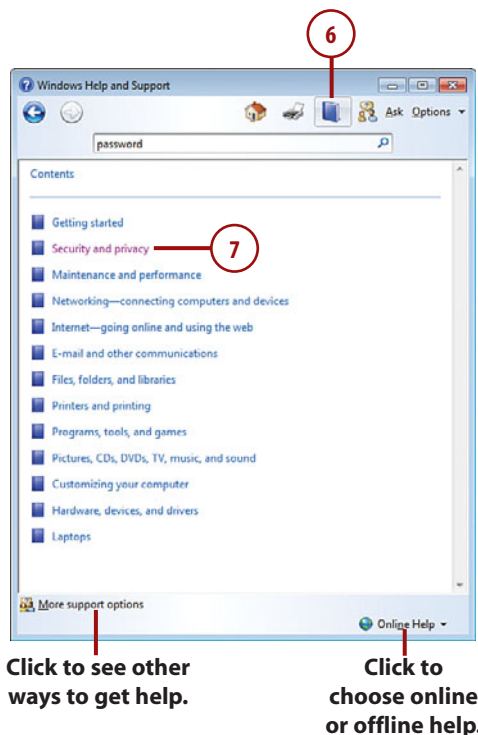 6
Windows Help and Support
Ask Options
password
Contents
Getting started
Security and privacy
7
Maintenance and performance
Networking—connecting computers and devices
Internet—going online and using the web
E-mail and other communications
Files, folders, and libraries
Printers and printing
Programs, tools, and games
Pictures, CDs, DVDs, TV, music, and sound
Customizing your computer
Hardware, devices, and drivers
Laptops
More support options
Online Help
Click to see other
ways to get help.
Click to
choose online
or offline help.